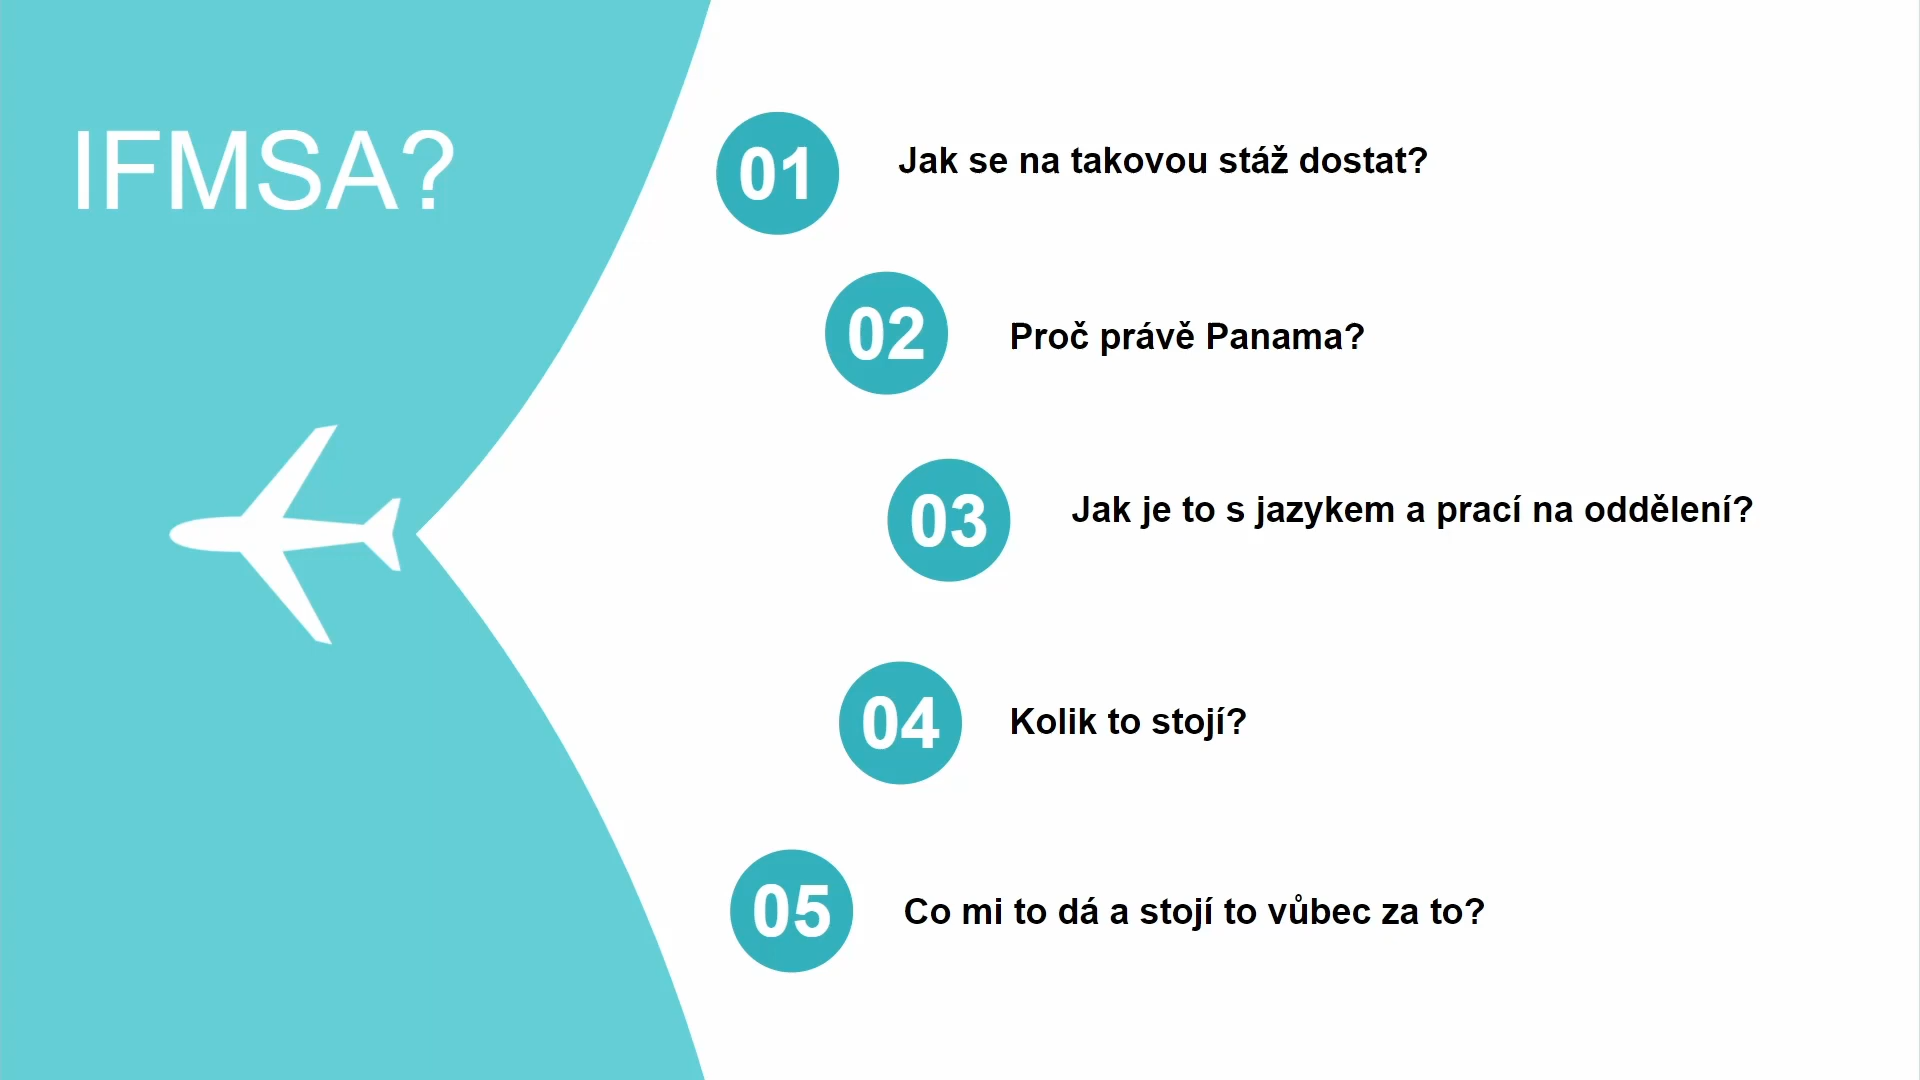 IFMSA?
01
Jak se na takovou stáž dostat?
02
Proč právě Panama?
03
Jak je to s jazykem a prací na oddělení?
04
Kolik to stojí?
05
Co mi to dá a stojí to vůbec za to?